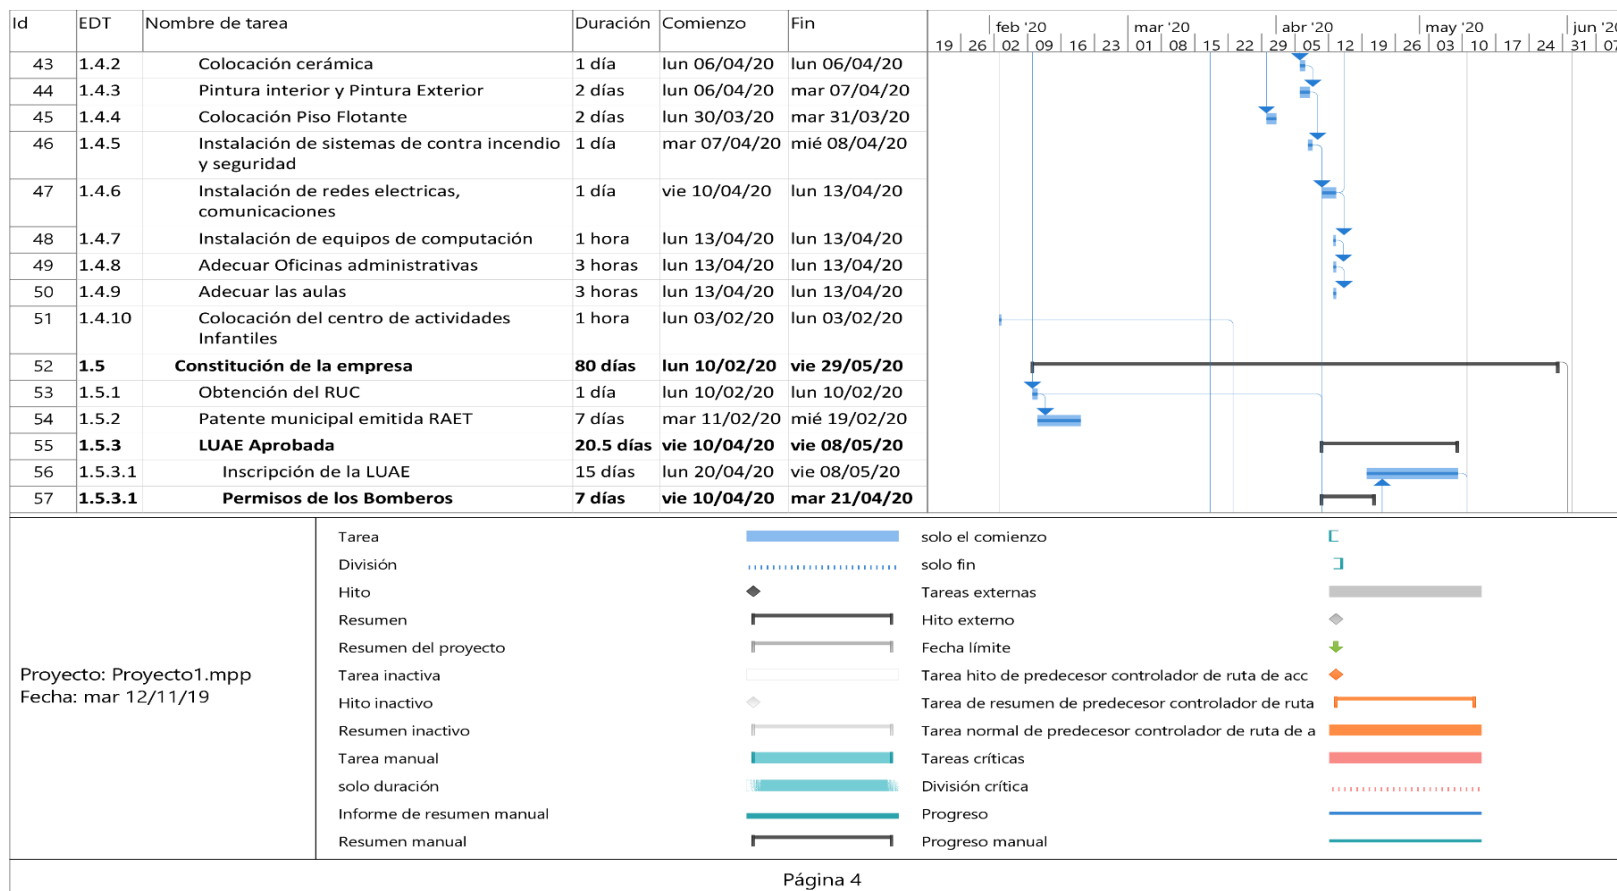 Id EDT Nombre de tarea Duración Comienzo Fin feb '20 mar '20 abr '20 may '20 jun '20
19 26 02 09 16 23 01 08 15 22 29 05 12 19 26 03 10 17 24 31 07
43 1.4.2 Colocación cerámica 1 día lun 06/04/20 lun 06/04/20
44 1.4.3 Pintura interior y Pintura Exterior 2 días lun 06/04/20 mar 07/04/20
45 1.4.4 Colocación Piso Flotante 2 días lun 30/03/20 mar 31/03/20
46 1.4.5 Instalación de sistemas de contra incendio 1 día mar 07/04/20 mié 08/04/20
y seguridad
47 1.4.6 Instalación de redes electricas, 1 día vie 10/04/20 lun 13/04/20
comunicaciones
48 1.4.7 Instalación de equipos de computación 1 hora lun 13/04/20 lun 13/04/20
49 1.4.8 Adecuar Oficinas administrativas 3 horas lun 13/04/20 lun 13/04/20
50 1.4.9 Adecuar las aulas 3 horas lun 13/04/20 lun 13/04/20
51 1.4.10 Colocación del centro de actividades 1 hora lun 03/02/20 lun 03/02/20
Infantiles
52 1.5 Constitución de la empresa 80 días lun 10/02/20 vie 29/05/20
53 1.5.1 Obtención del RUC 1 día lun 10/02/20 lun 10/02/20
54 1.5.2 Patente municipal emitida RAET 7 días mar 11/02/20 mié 19/02/20
55 1.5.3 LUAE Aprobada 20.5 días vie 10/04/20 vie 08/05/20
56 1.5.3.1 Inscripción de la LUAE 15 días lun 20/04/20 vie 08/05/20
57 1.5.3.1 Permisos de los Bomberos 7 días vie 10/04/20 mar 21/04/20
Proyecto: Proyecto1.mpp
Fecha: mar 12/11/19
Tarea
División
Hito
Resumen
Resumen del proyecto
Tarea inactiva
Hito inactivo
Resumen inactivo
Tarea manual
solo duración
Informe de resumen manual
Resumen manual
solo el comienzo
solo fin
Tareas externas
Hito externo
Fecha límite
Tarea hito de predecesor controlador de ruta de acc
Tarea de resumen de predecesor controlador de ruta
Tarea normal de predecesor controlador de ruta de a
Tareas críticas
División crítica
Progreso
Progreso manual
Página 4